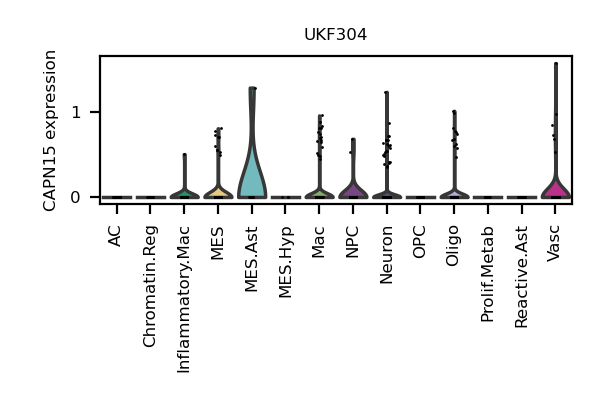 UKF304
CAPN15 expression
1
0
AC
Chromatin.Reg
Inflammatory.Mac
MES
MES.Ast
MES.Hyp
Mac
NPC
Neuron
OPC
Oligo
Prolif.Metab
Reactive.Ast
Vasc